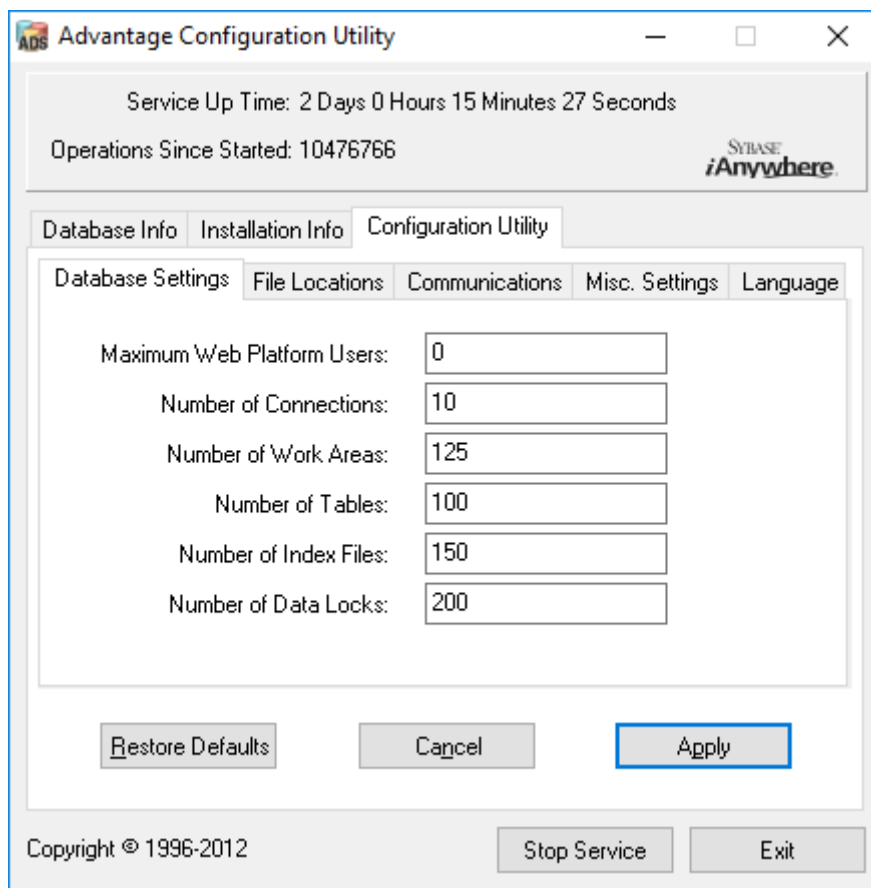 ADS Advantage Configuration Utility
Service Up Time: 2 Days 0 Hours 15 Minutes 27 Seconds
Operations Since Started: 10476766
SYBASE
iAnywhere.
Database Info Installation Info Configuration Utility
Database Settings File Locations Communications Misc. Settings Language
Maximum Web Platform Users: 0
Number of Connections: 10
Number of Work Areas: 125
Number of Tables: 100
Number of Index Files: 150
Number of Data Locks: 200
Restore Defaults Cancel Apply
Copyright © 1996-2012 Stop Service Exit